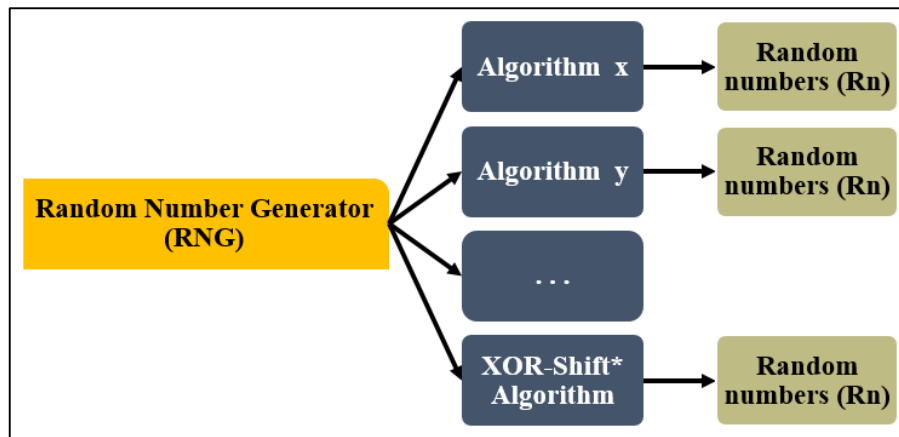 Random Number Generator
(RNG)
Algorithm x
Random
numbers (Rn)
Algorithm y
Random
numbers (Rn)
. . .
XOR-Shift*
Algorithm
Random
numbers (Rn)